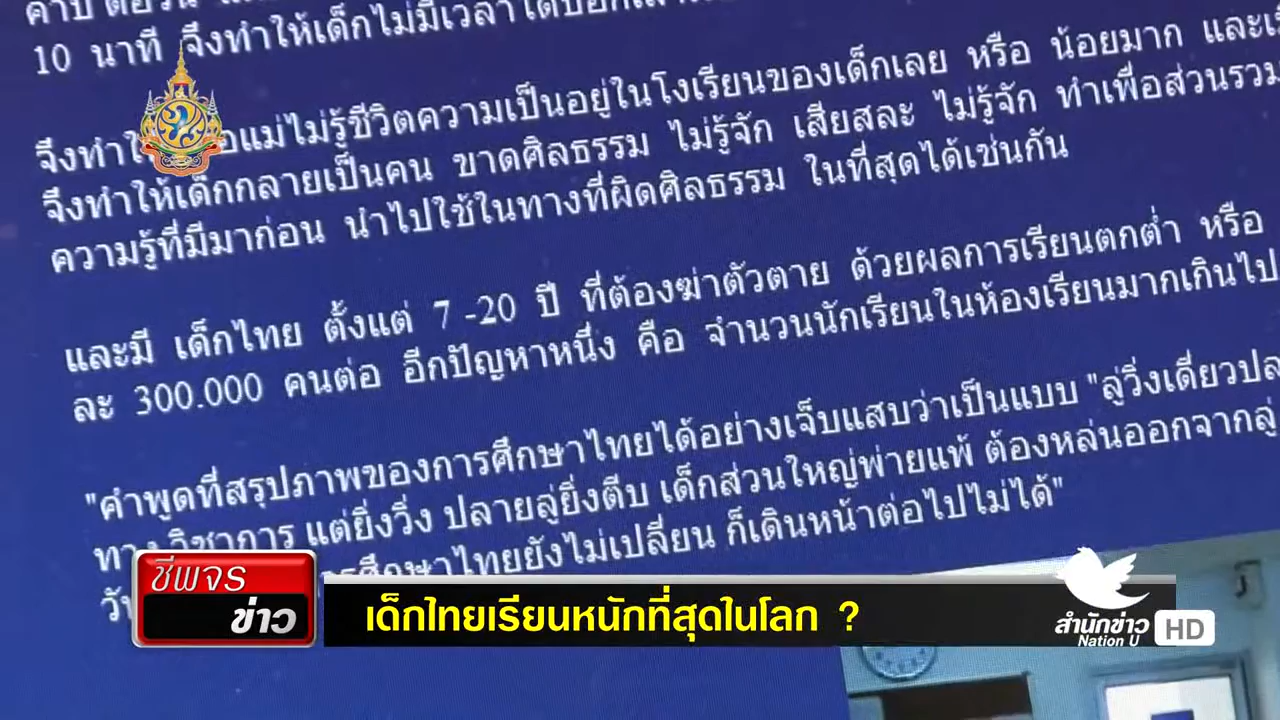 10 นาที จึงทำให้เด็กไม่มีเวลา
จึงทำ อแม่ไม่รู้ชีวิตความเป็นอยู่ในโงเรียนของเด็กเลย หรือ น้อยมาก และ
จึงทำให้เด็กกลายเป็นคน ขาดศิลธรรม ไม่รู้จัก เสียสละ ไม่รู้จัก ทำเพื่อส่วนรวม
ความรู้ที่มีมาก่อน นำไปใช้ในทางที่ผิดศิลธรรม ในที่สุดได้เช่นกัน
และมี เด็กไทย ตั้งแต่ 7 -20 ปี ที่ต้องฆ่าตัวตาย ด้วยผลการเรียนตกต่ำ หรือ
ละ 300.000 คนต่อ อีกปัญหาหนึ่ง คือ จำนวนนักเรียนในห้องเรียนมากเกินไป
"คำพูดที่สรุปภาพของการศึกษาไทยได้อย่างเจ็บแสบว่าเป็นแบบ "ลู่วิ่งเดี่ยวปล
ทางวิชาการ แต่ยิ่งวิ่ง ปลายลู่ยิ่งตีบ เด็กส่วนใหญ่พ่ายแพ้ ต้องหล่นออกจากลู่
ศึกษาไทยยังไม่เปลี่ยน ก็เดินหน้าต่อไปไม่ได้"
ชีพจร
ข่าว
เด็กไทยเรียนหนักที่สุดในโลก ?
สำนักข่าว
Nation U
HD